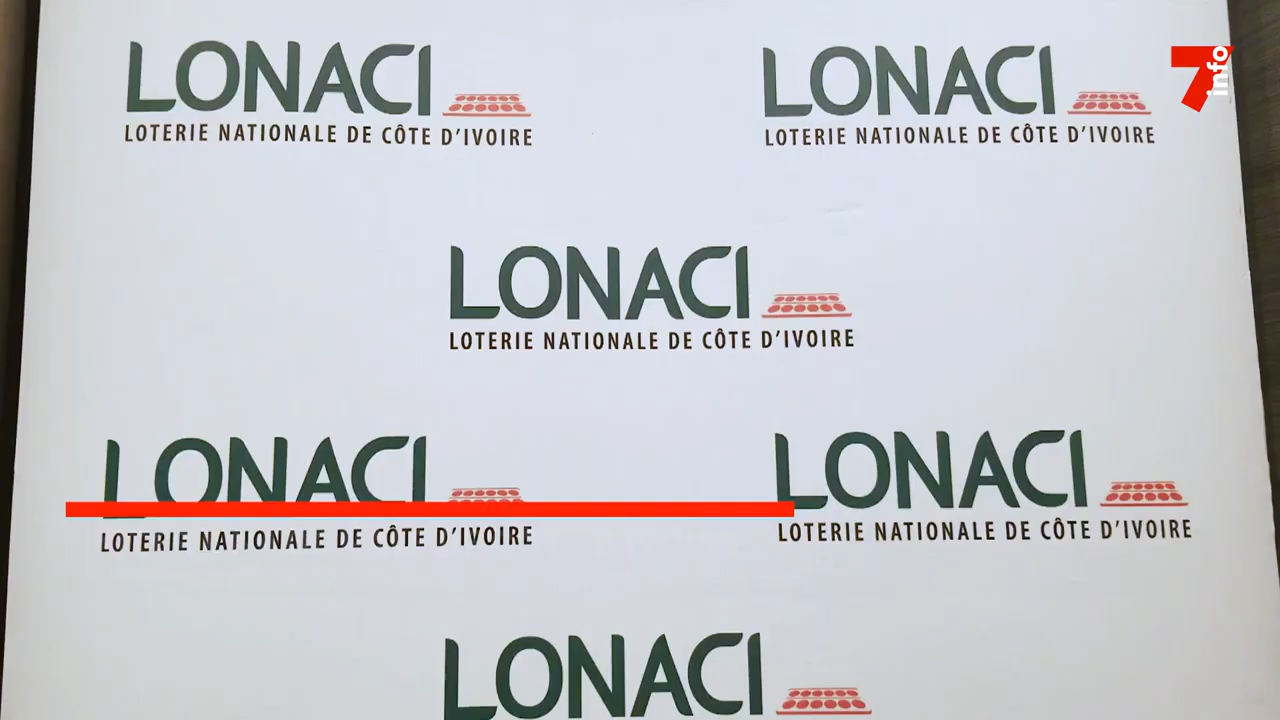 LONACI LONACI
LOTERIE NATIONALE DE CÔTE D'IVOIRE LOTERIE NATIONALE DE CÔTE D'IVOIRE
7info
LONACI
LOTERIE NATIONALE DE CÔTE D'IVOIRE
LONACI LONACI
LOTERIE NATIONALE DE CÔTE D'IVOIRE LOTERIE NATIONALE DE CÔTE D'IVOIRE
LONACI